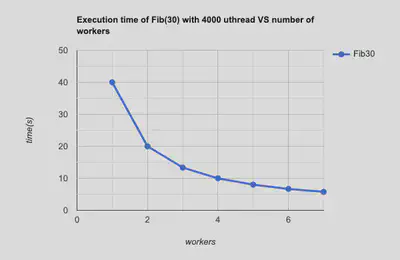 Execution time of Fib(30) with 4000 uthread VS number of
workers
50
Fib30
40
30
time(s)
20
10
0
0 2 4 6
workers